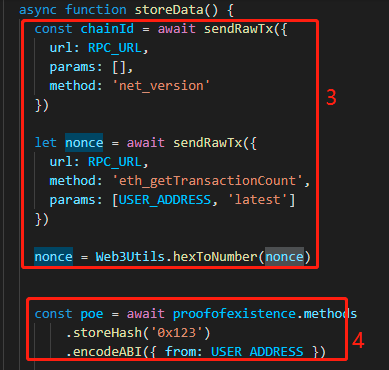 async function storeData() {
const chainId = await sendRawTx({
url: RPC_URL,
params: [],
method: 'net_version'
})
3
let nonce = await sendRawTx({
url: RPC_URL,
method: 'eth_getTransactionCount',
params: [USER_ADDRESS, 'latest']
})
nonce = Web3Utils.hexToNumber(nonce)
const poe = await proofofexistence.methods
.storeHash('0x123')
.encodeABI({ from: USER_ADDRESS })
4